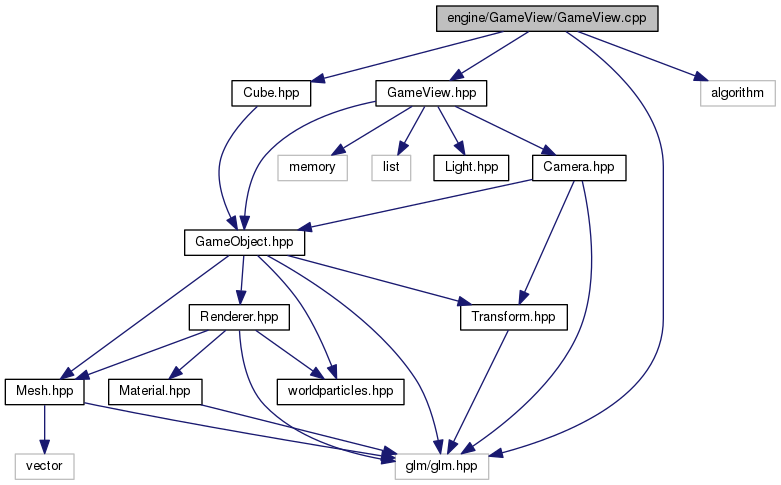 engine/GameView/GameView.cpp
Cube.hpp
GameView.hpp
algorithm
memory
list
Light.hpp
Camera.hpp
GameObject.hpp
Renderer.hpp
Transform.hpp
Mesh.hpp
Material.hpp
worldparticles.hpp
vector
glm/glm.hpp